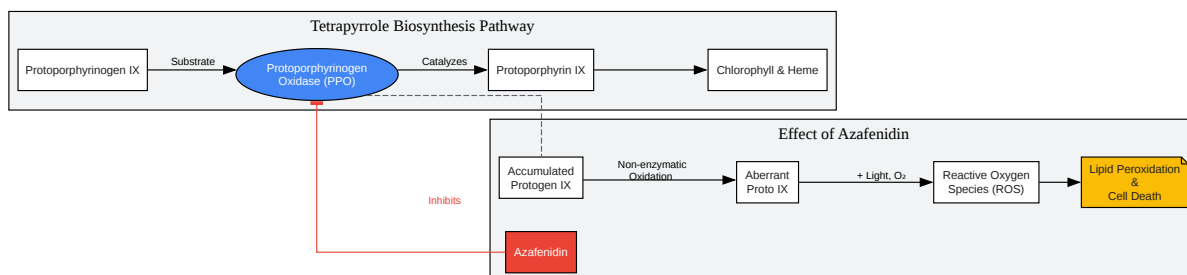 Tetrapyrrole Biosynthesis Pathway
Protoporphyrinogen IX
Substrate
Protoporphyrinogen
Oxidase (PPO)
Catalyzes
Protoporphyrin IX
Chlorophyll & Heme
Effect of Azafenidin
Accumulated
Protogen IX
Non-enzymatic
Oxidation
Aberrant
Proto IX
+ Light, O₂
Reactive Oxygen
Species (ROS)
Lipid Peroxidation
&
Cell Death
Inhibits
Azafenidin